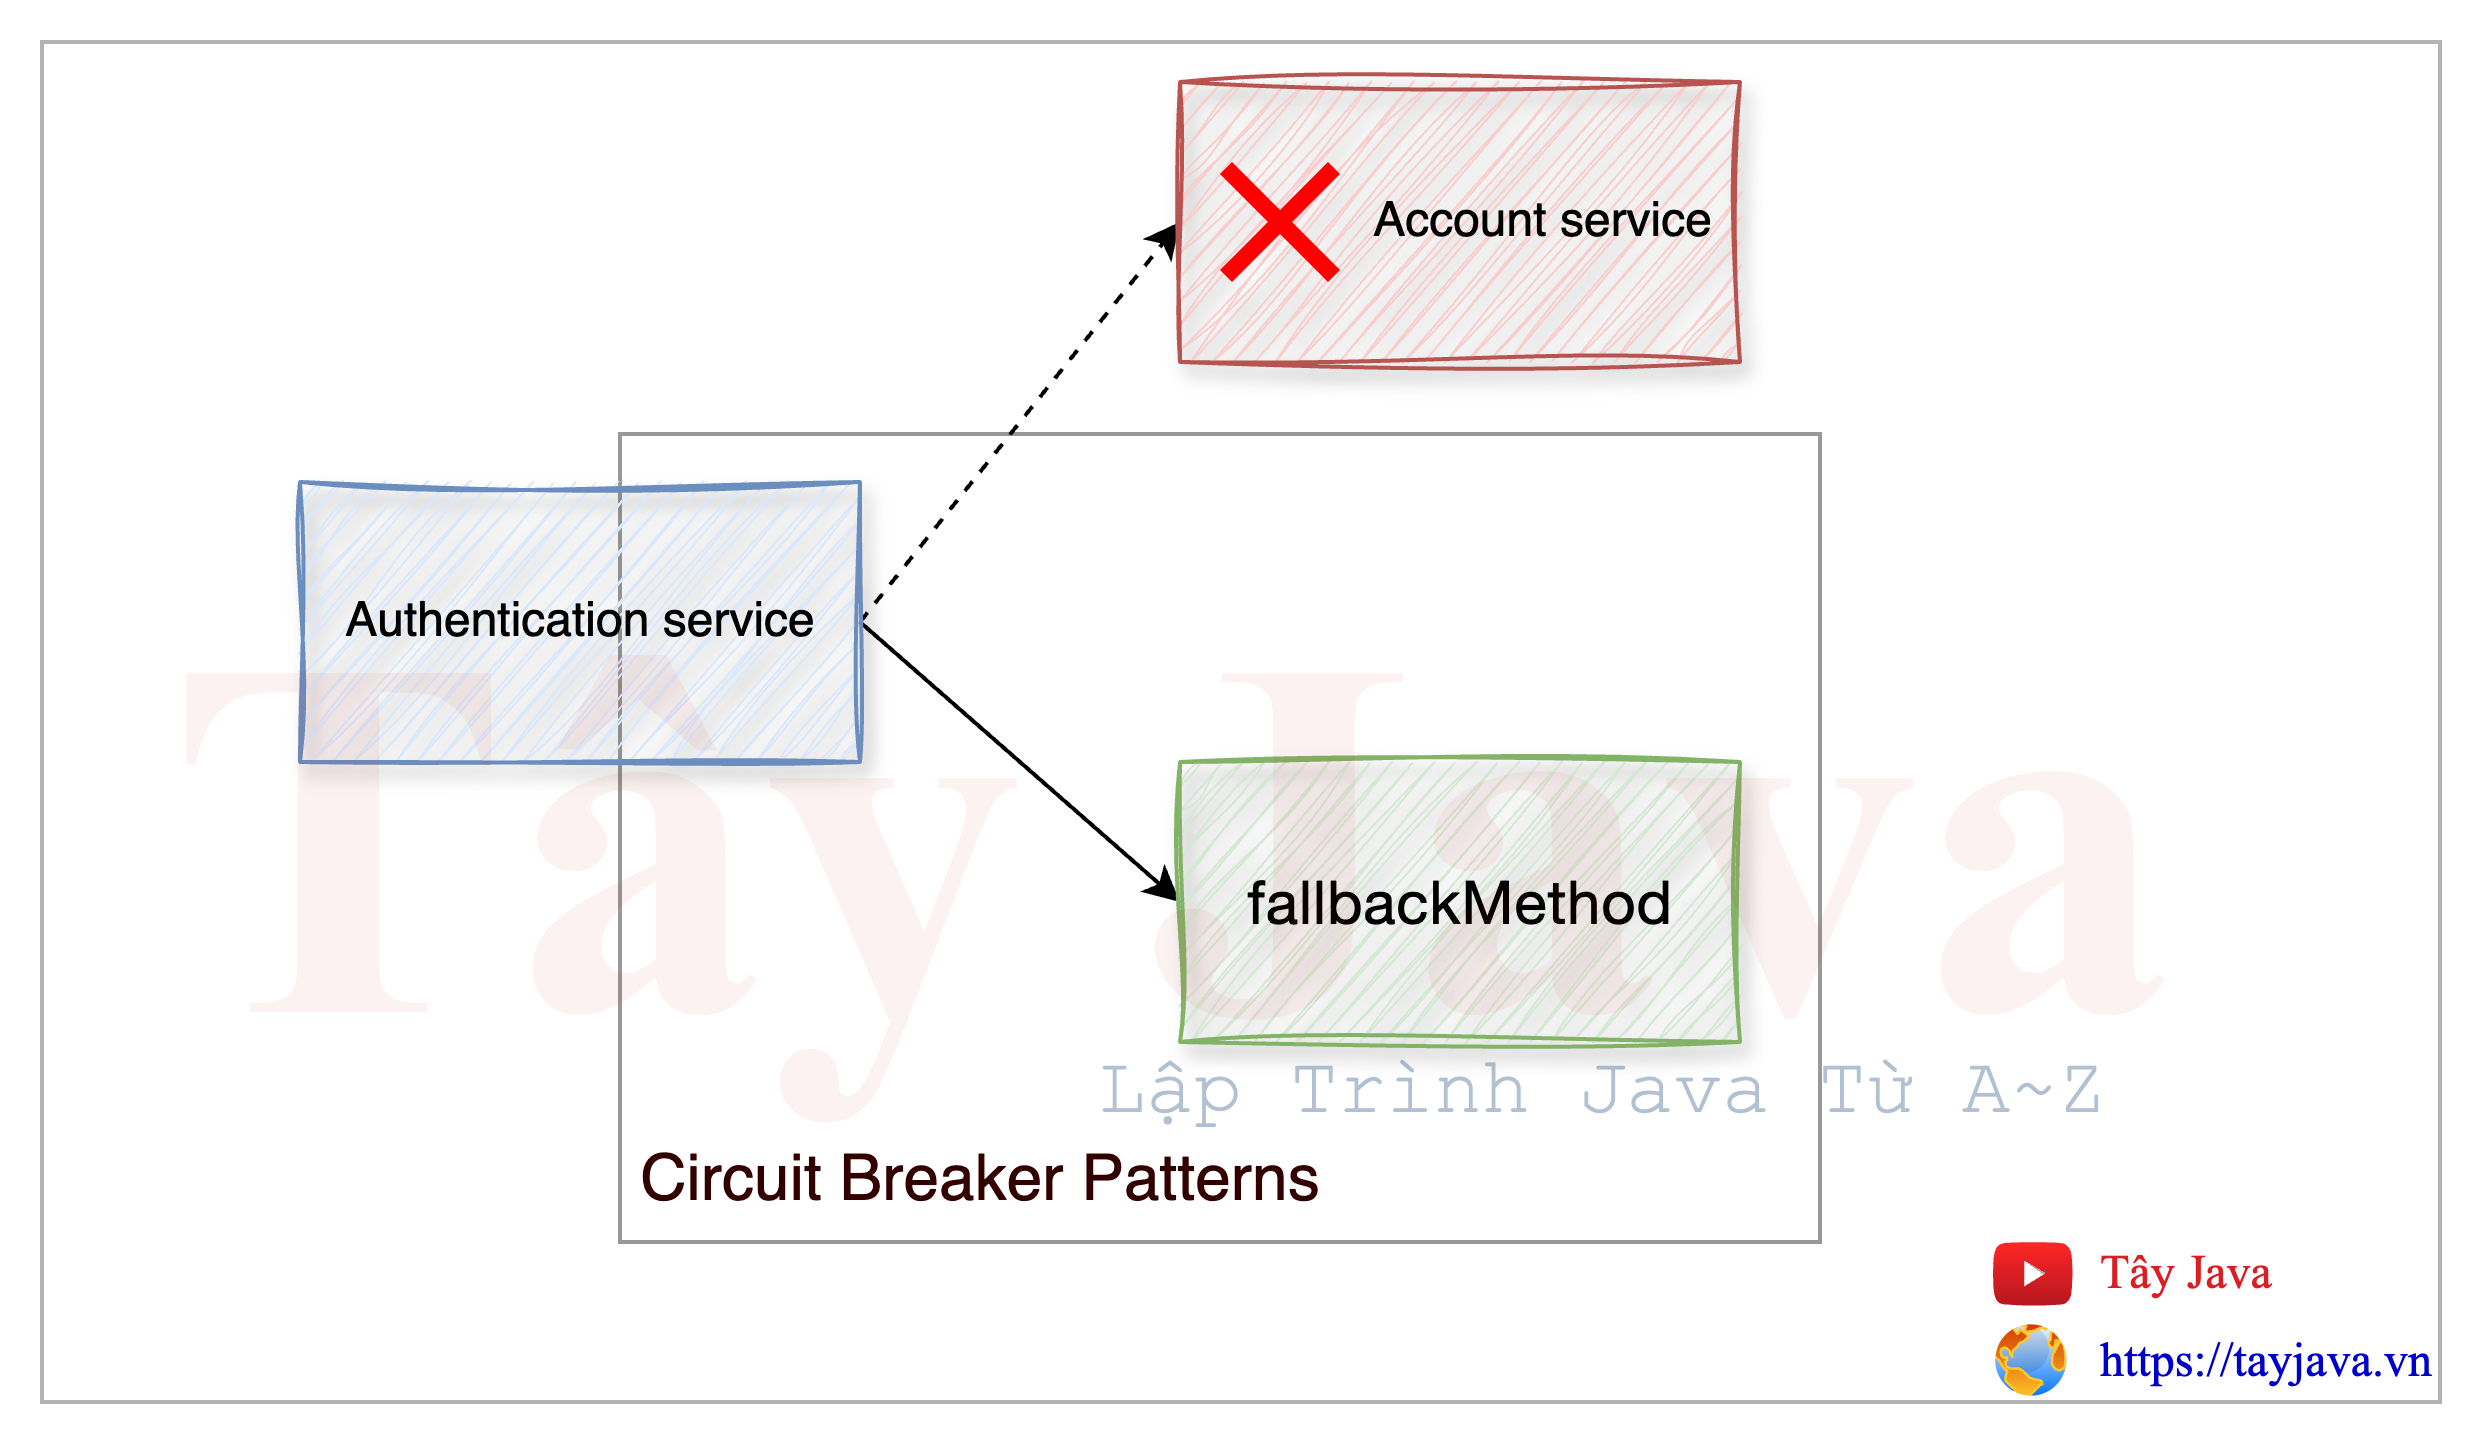 Account service
Authentication service
fallbackMethod
Tây Java
Lập Trình Java Từ A~Z
Circuit Breaker Patterns
Tây Java
https://tayjava.vn